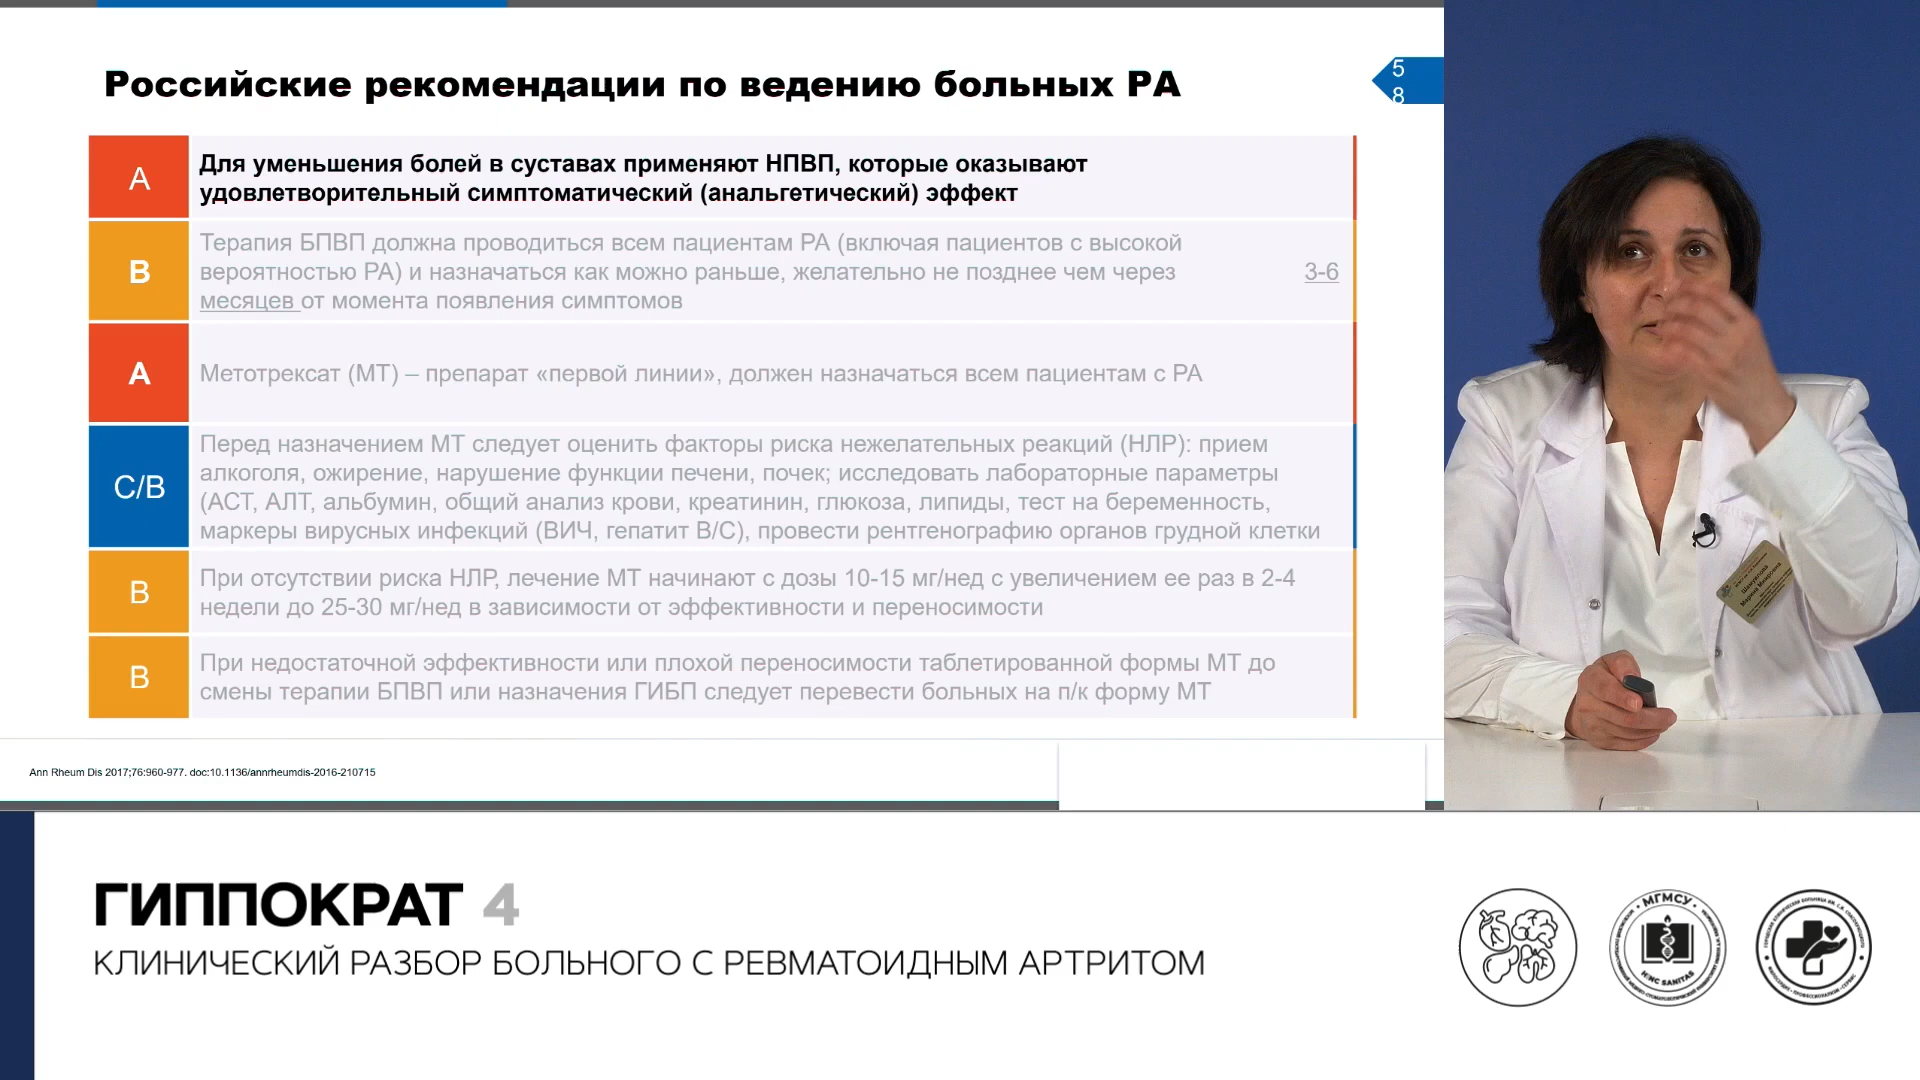 Российские рекомендации по ведению больных РА
5
8
A
Для уменьшения болей в суставах применяют НПВП, которые оказывают
удовлетворительный симптоматический (анальгетический) эффект
B
Терапия БПВП должна проводиться всем пациентам РА (включая пациентов с высокой
вероятностью РА) и назначаться как можно раньше, желательно не позднее чем через 3-6
месяцев от момента появления симптомов
A
Метотрексат (МТ) – препарат «первой линии», должен назначаться всем пациентам с РА
C/B
Перед назначением МТ следует оценить факторы риска нежелательных реакций (НЛР): прием
алкоголя, ожирение, нарушение функции печени, почек; исследовать лабораторные параметры
(АСТ, АЛТ, альбумин, общий анализ крови, креатинин, глюкоза, липиды, тест на беременность,
маркеры вирусных инфекций (ВИЧ, гепатит В/С), провести рентгенографию органов грудной клетки
B
При отсутствии риска НЛР, лечение МТ начинают с дозы 10-15 мг/нед с увеличением ее раз в 2-4
недели до 25-30 мг/нед в зависимости от эффективности и переносимости
B
При недостаточной эффективности или плохой переносимости таблетированной формы МТ до
смены терапии БПВП или назначения ГИБП следует перевести больных на п/к форму МТ
Ann Rheum Dis 2017;76:960-977. doc:10.1136/annrheumdis-2016-210715
ГИППОКРАТ 4
КЛИНИЧЕСКИЙ РАЗБОР БОЛЬНОГО С РЕВМАТОИДНЫМ АРТРИТОМ
МГМСУ
HINC SANITAS